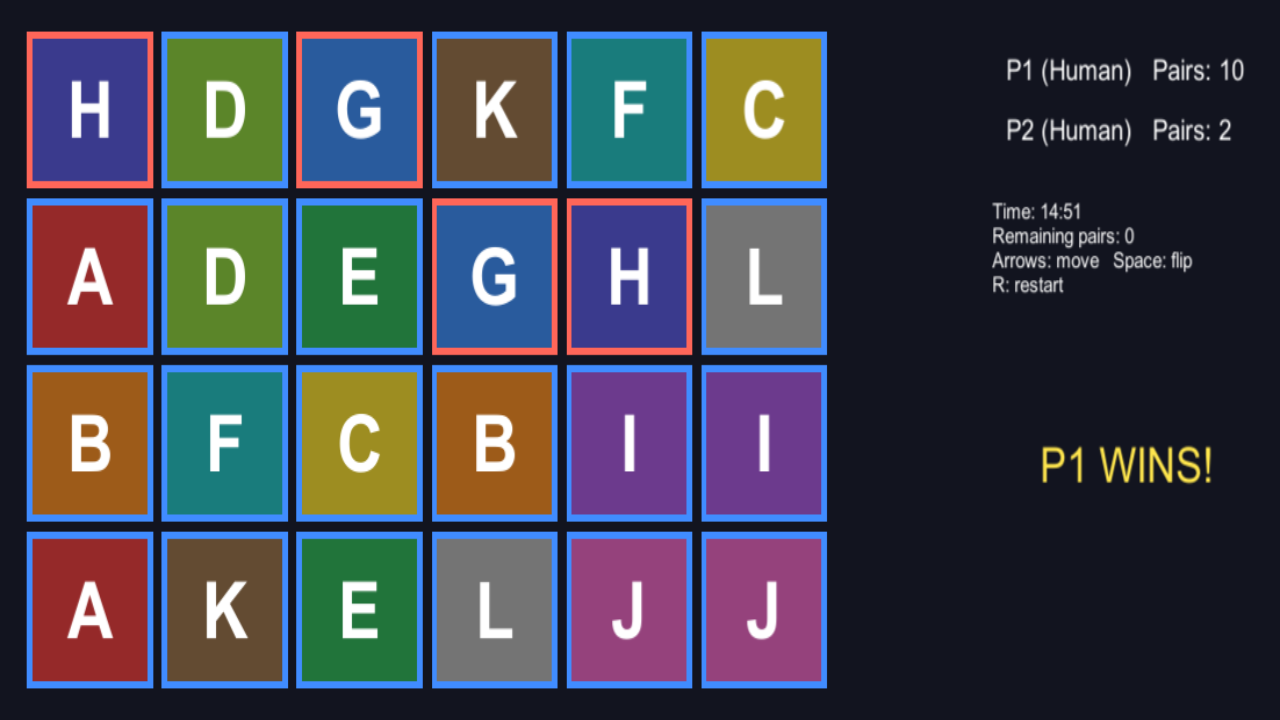 H D G K F C
A D E G H L
B F C B I I
A K E L J J
P1 (Human) Pairs: 10
P2 (Human) Pairs: 2
Time: 14:51
Remaining pairs: 0
Arrows: move Space: flip
R: restart
P1 WINS!